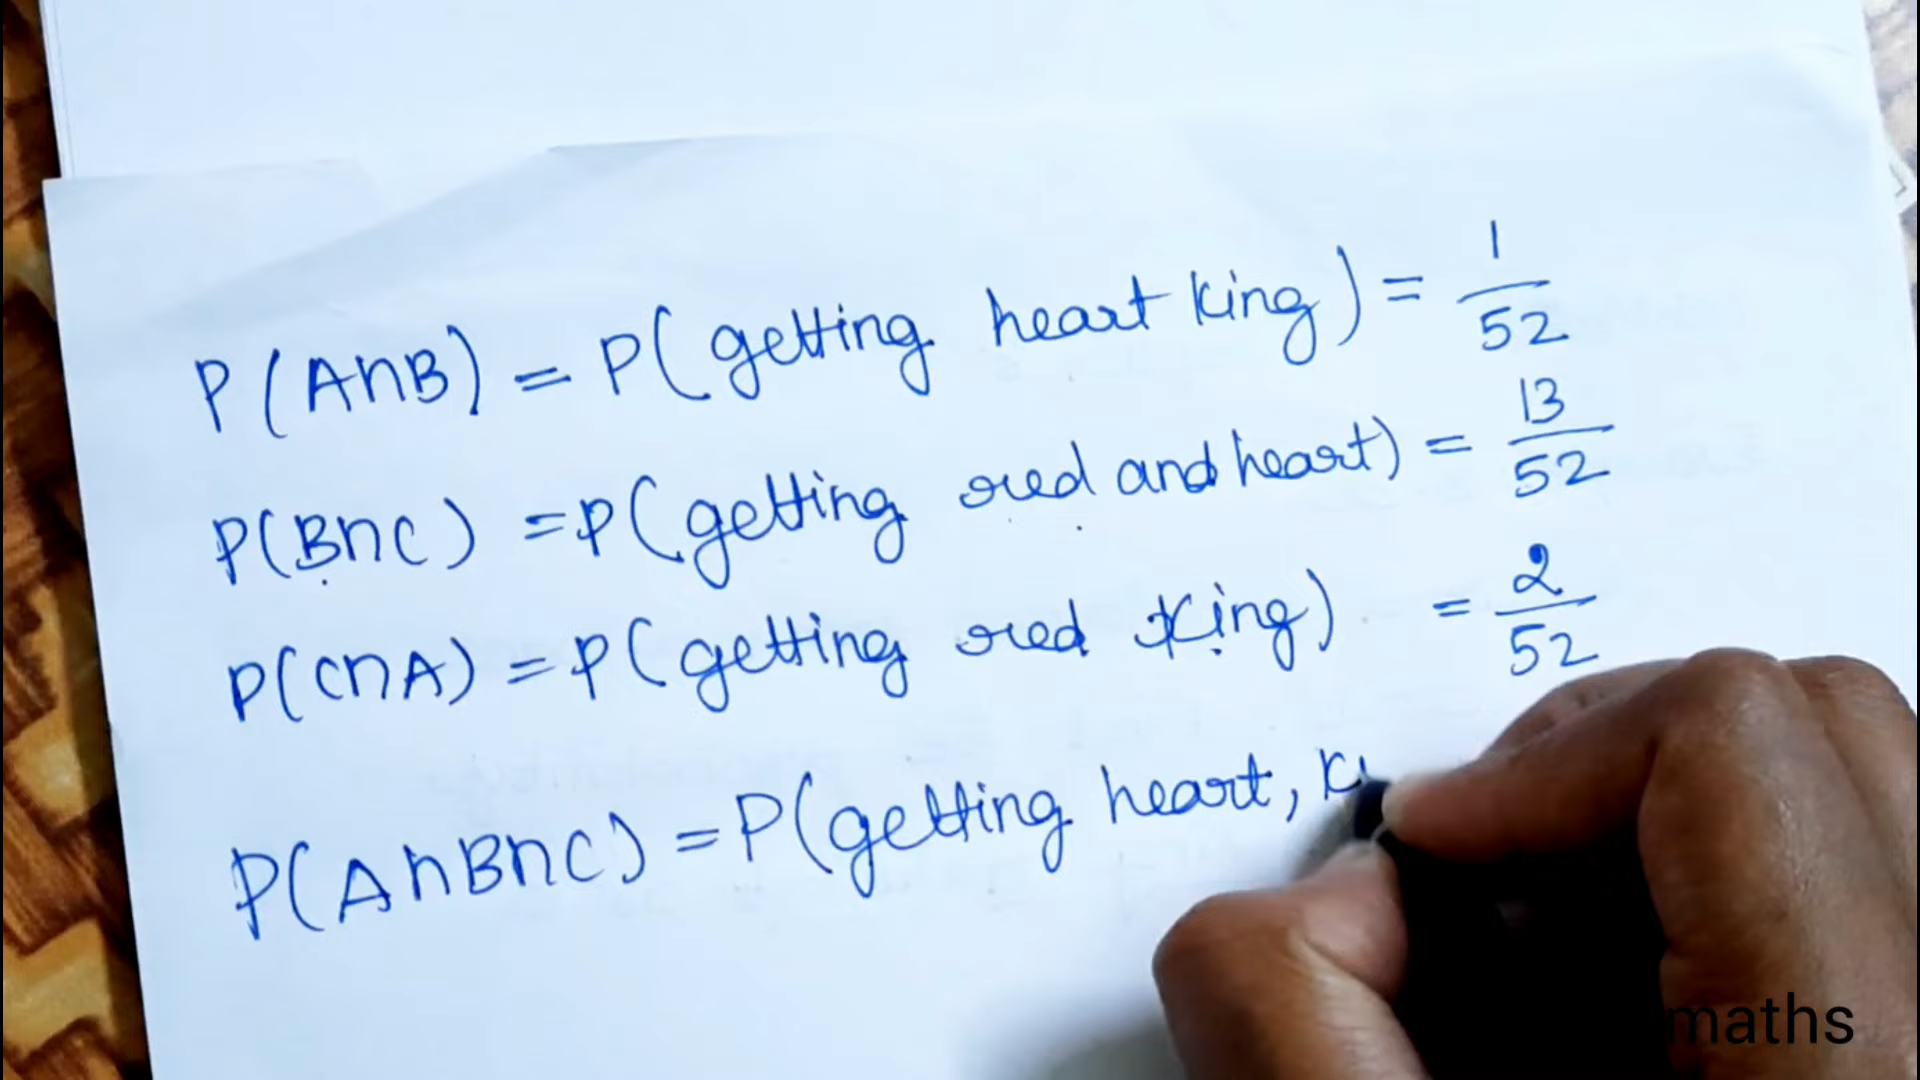 P(A∩B) = P(getting heart King) = 1/52
P(B∩C) = P(getting red and heart) = 13/52
P(C∩A) = P(getting red King) = 2/52
P(A∩B∩C) = P(getting heart, Ki
maths